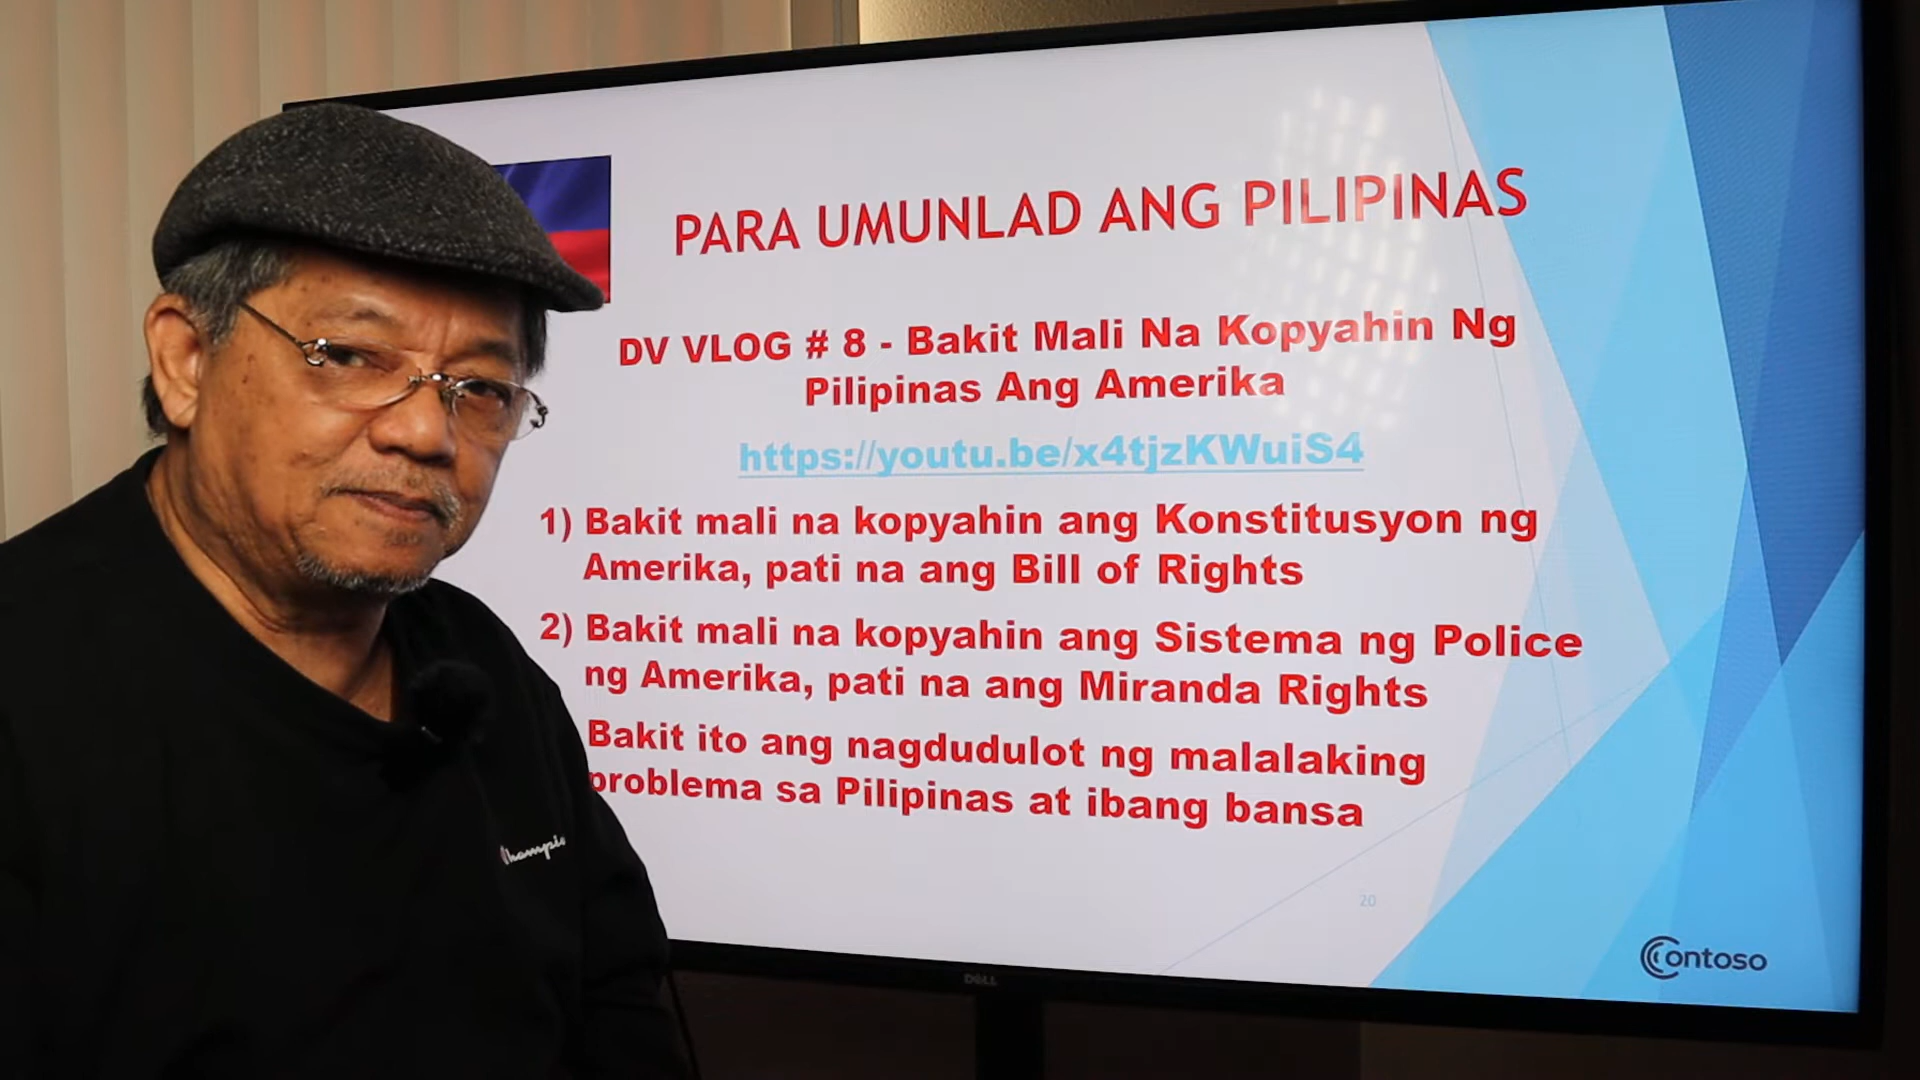 PARA UMUNLAD ANG PILIPINAS
DV VLOG # 8 - Bakit Mali Na Kopyahin Ng
Pilipinas Ang Amerika
https://youtu.be/x4tjzKWuiS4
1) Bakit mali na kopyahin ang Konstitusyon ng
Amerika, pati na ang Bill of Rights
2) Bakit mali na kopyahin ang Sistema ng Police
ng Amerika, pati na ang Miranda Rights
Bakit ito ang nagdudulot ng malalaking
problema sa Pilipinas at ibang bansa
20
Contoso
DELL